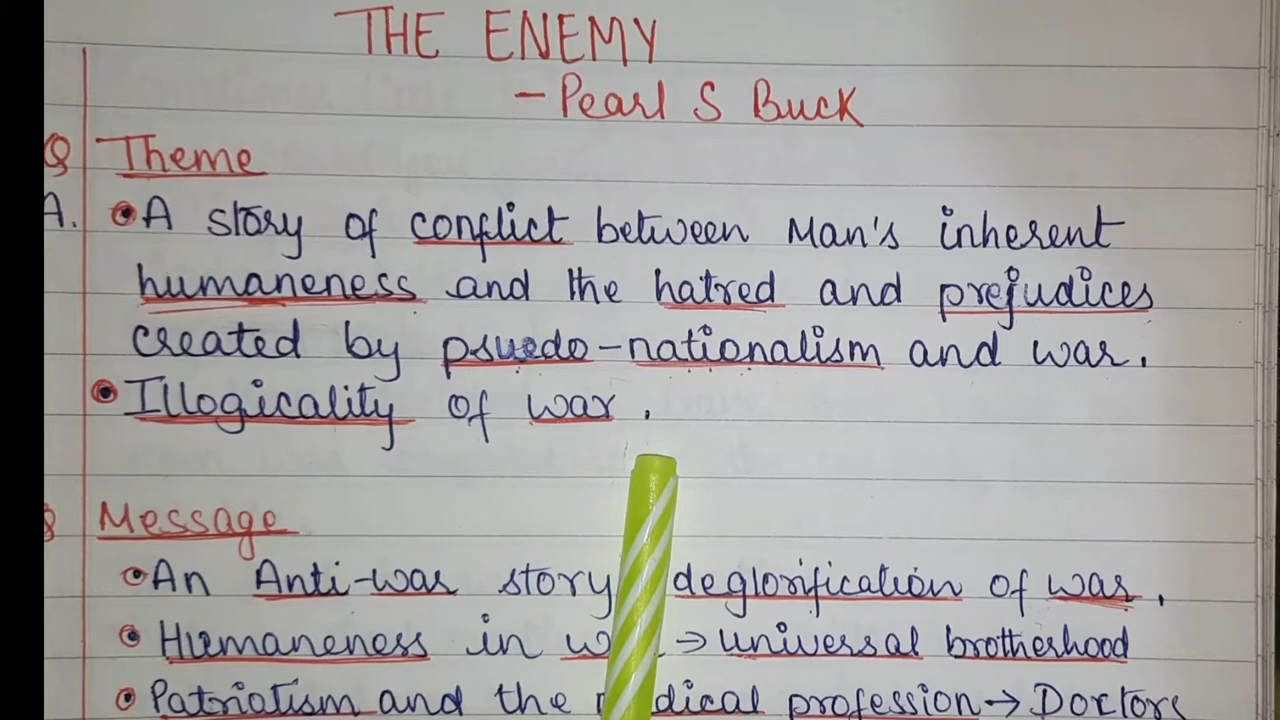 THE ENEMY
- Pearl S Buck
Q Theme
A. • A story of conflict between Man's inherent
humaneness and the hatred and prejudices
created by psuedo-nationalism and war.
• Illogicality of war.
Message
• An Anti-war story deglorification of war.
• Humaneness in → universal brotherhood
• Patriotism and the profession → Doctors